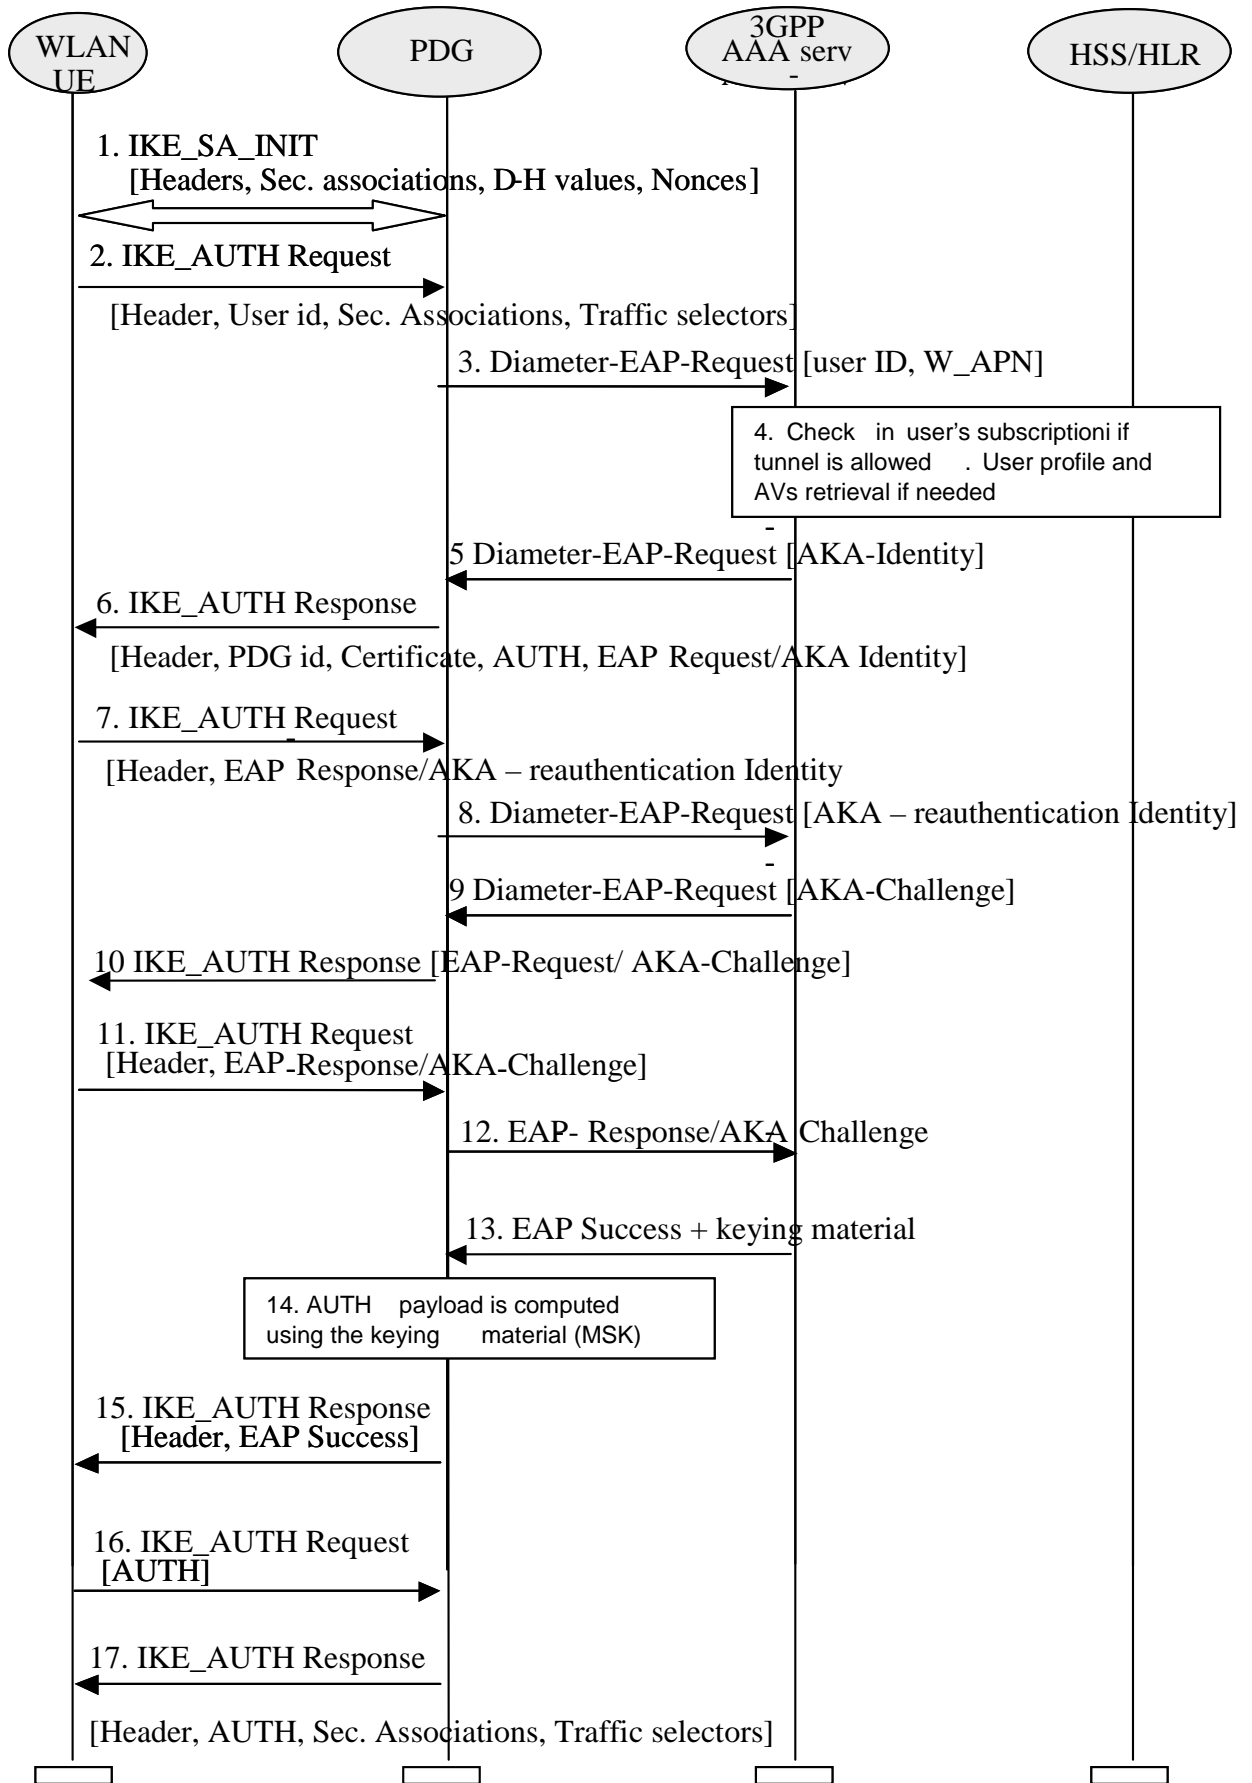 WLAN
UE
PDG
3GPP
AAA serv
HSS/HLR
1. IKE_SA_INIT
[Headers, Sec. associations, D-H values, Nonces]
2. IKE_AUTH Request
[Header, User id, Sec. Associations, Traffic selectors]
3. Diameter-EAP-Request [user ID, W_APN]
4. Check in user's subscriptioni if
tunnel is allowed . User profile and
AVs retrieval if needed
-
5 Diameter-EAP-Request [AKA-Identity]
6. IKE_AUTH Response
[Header, PDG id, Certificate, AUTH, EAP Request/AKA Identity]
7. IKE_AUTH Request
-
[Header, EAP Response/AKA – reauthentication Identity
8. Diameter-EAP-Request [AKA – reauthentication Identity]
-
9 Diameter-EAP-Request [AKA-Challenge]
10 IKE_AUTH Response [EAP-Request/ AKA-Challenge]
11. IKE_AUTH Request
[Header, EAP-Response/AKA-Challenge]
12. EAP- Response/AKA Challenge
13. EAP Success + keying material
14. AUTH payload is computed
using the keying material (MSK)
15. IKE_AUTH Response
[Header, EAP Success]
16. IKE_AUTH Request
[AUTH]
17. IKE_AUTH Response
[Header, AUTH, Sec. Associations, Traffic selectors]